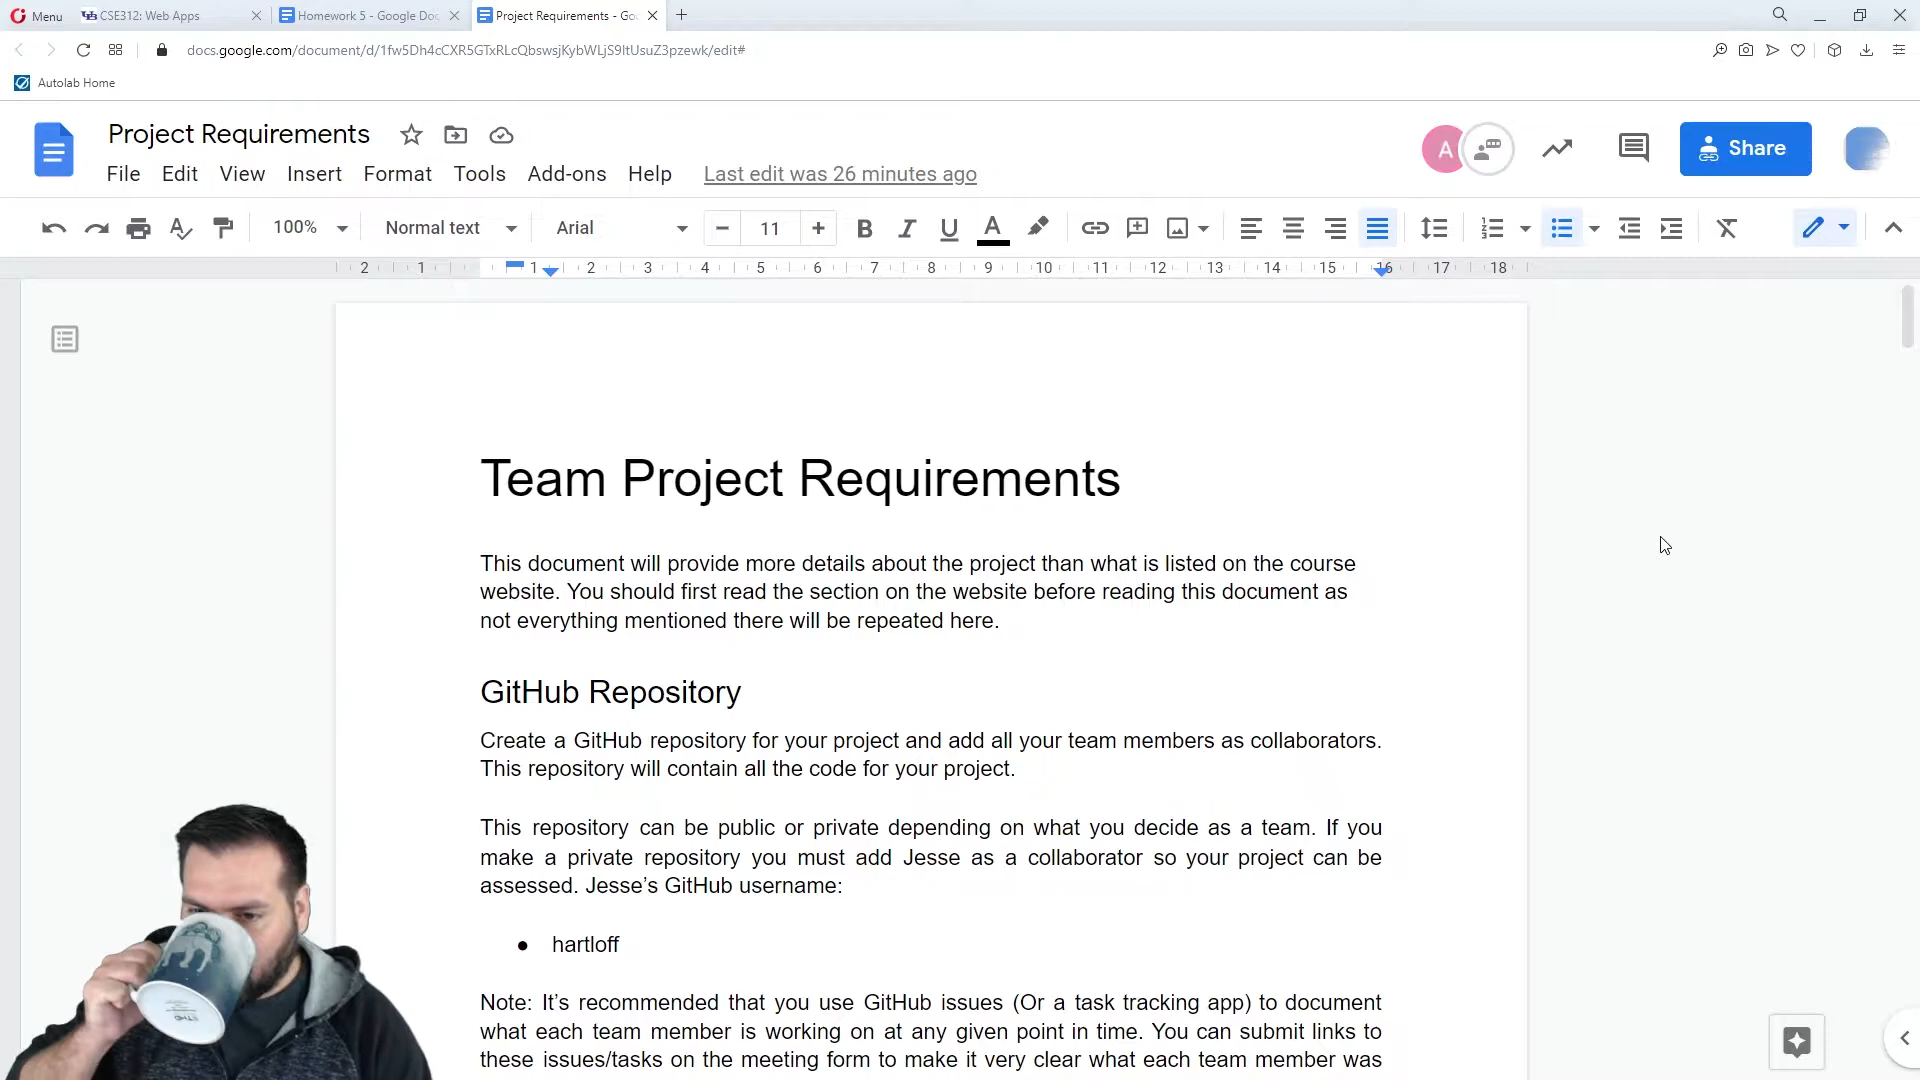 Menu
CSE312: Web Apps
Homework 5 - Google Doc
Project Requirements - Goo
docs.google.com/document/d/1fw5Dh4cCXR5GTxRLcQbswsjKybWLjS9ltUsuZ3pzewk/edit#
Autolab Home
Project Requirements
File Edit View Insert Format Tools Add-ons Help Last edit was 26 minutes ago
A
Share
100% Normal text Arial 11
2 1 1 2 3 4 5 6 7 8 9 10 11 12 13 14 15 16 17 18
Team Project Requirements
This document will provide more details about the project than what is listed on the course
website. You should first read the section on the website before reading this document as
not everything mentioned there will be repeated here.
GitHub Repository
Create a GitHub repository for your project and add all your team members as collaborators.
This repository will contain all the code for your project.
This repository can be public or private depending on what you decide as a team. If you
make a private repository you must add Jesse as a collaborator so your project can be
assessed. Jesse’s GitHub username:
● hartloff
Note: It’s recommended that you use GitHub issues (Or a task tracking app) to document
what each team member is working on at any given point in time. You can submit links to
these issues/tasks on the meeting form to make it very clear what each team member was